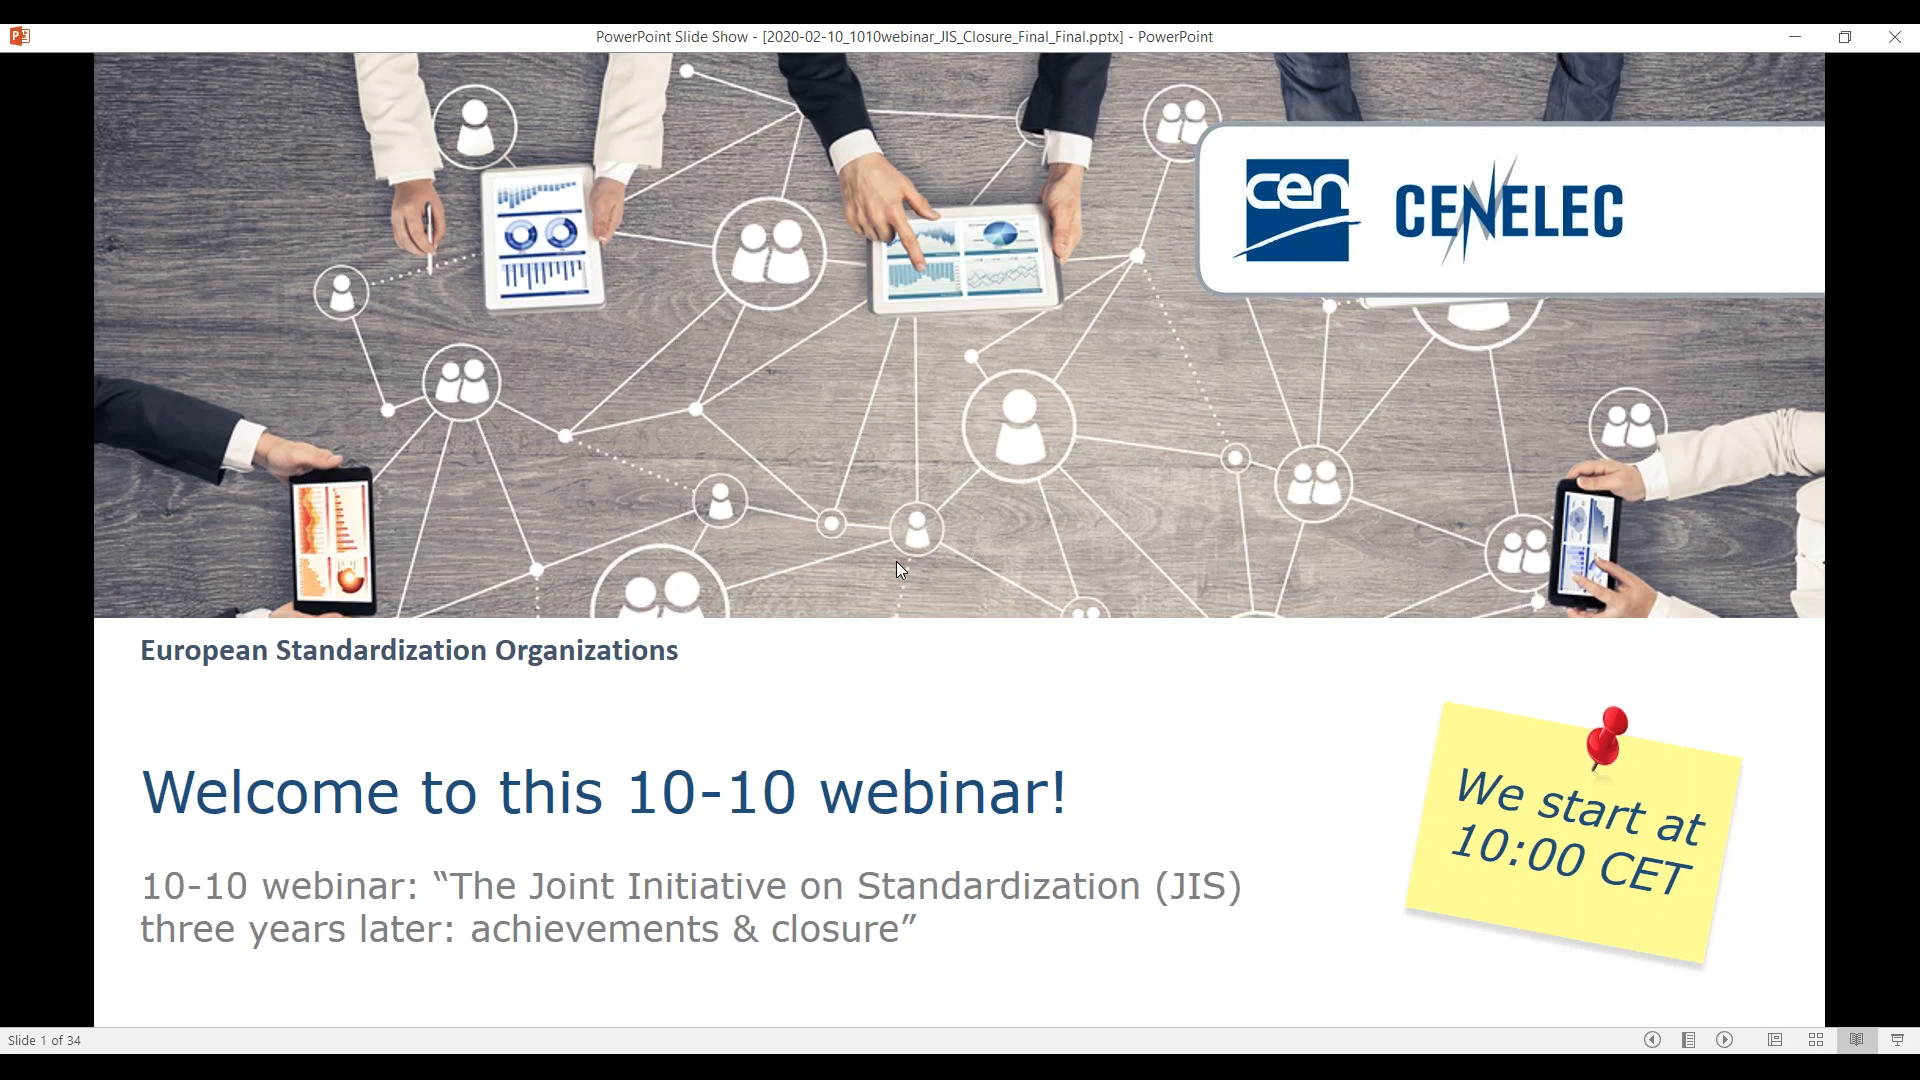 PowerPoint Slide Show - [2020-02-10_1010webinar_JIS_Closure_Final_Final.pptx] - PowerPoint
cen
CENELEC
European Standardization Organizations
Welcome to this 10-10 webinar!
10-10 webinar: “The Joint Initiative on Standardization (JIS)
three years later: achievements & closure”
We start at
10:00 CET
Slide 1 of 34